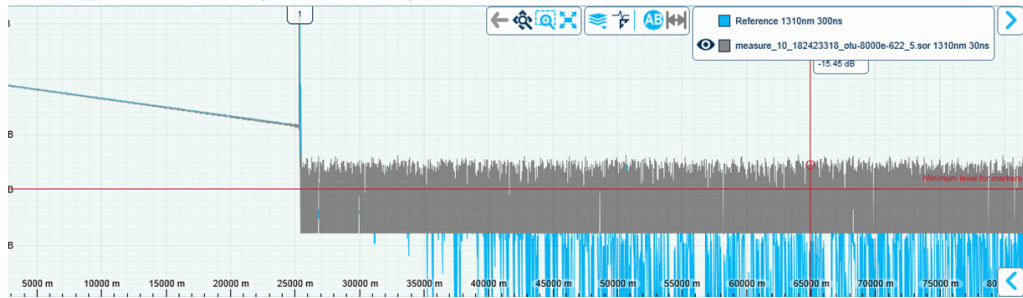 1
AB
Reference 1310nm 300ns
measure_10_182423318_otu-8000e-622_5.sor 1310nm 30ns
-15.45 dB
Minimum level for markers
B
B
B
B
5000 m 10000 m 15000 m 20000 m 25000 m 30000 m 35000 m 40000 m 45000 m 50000 m 55000 m 60000 m 65000 m 70000 m 75000 m 80